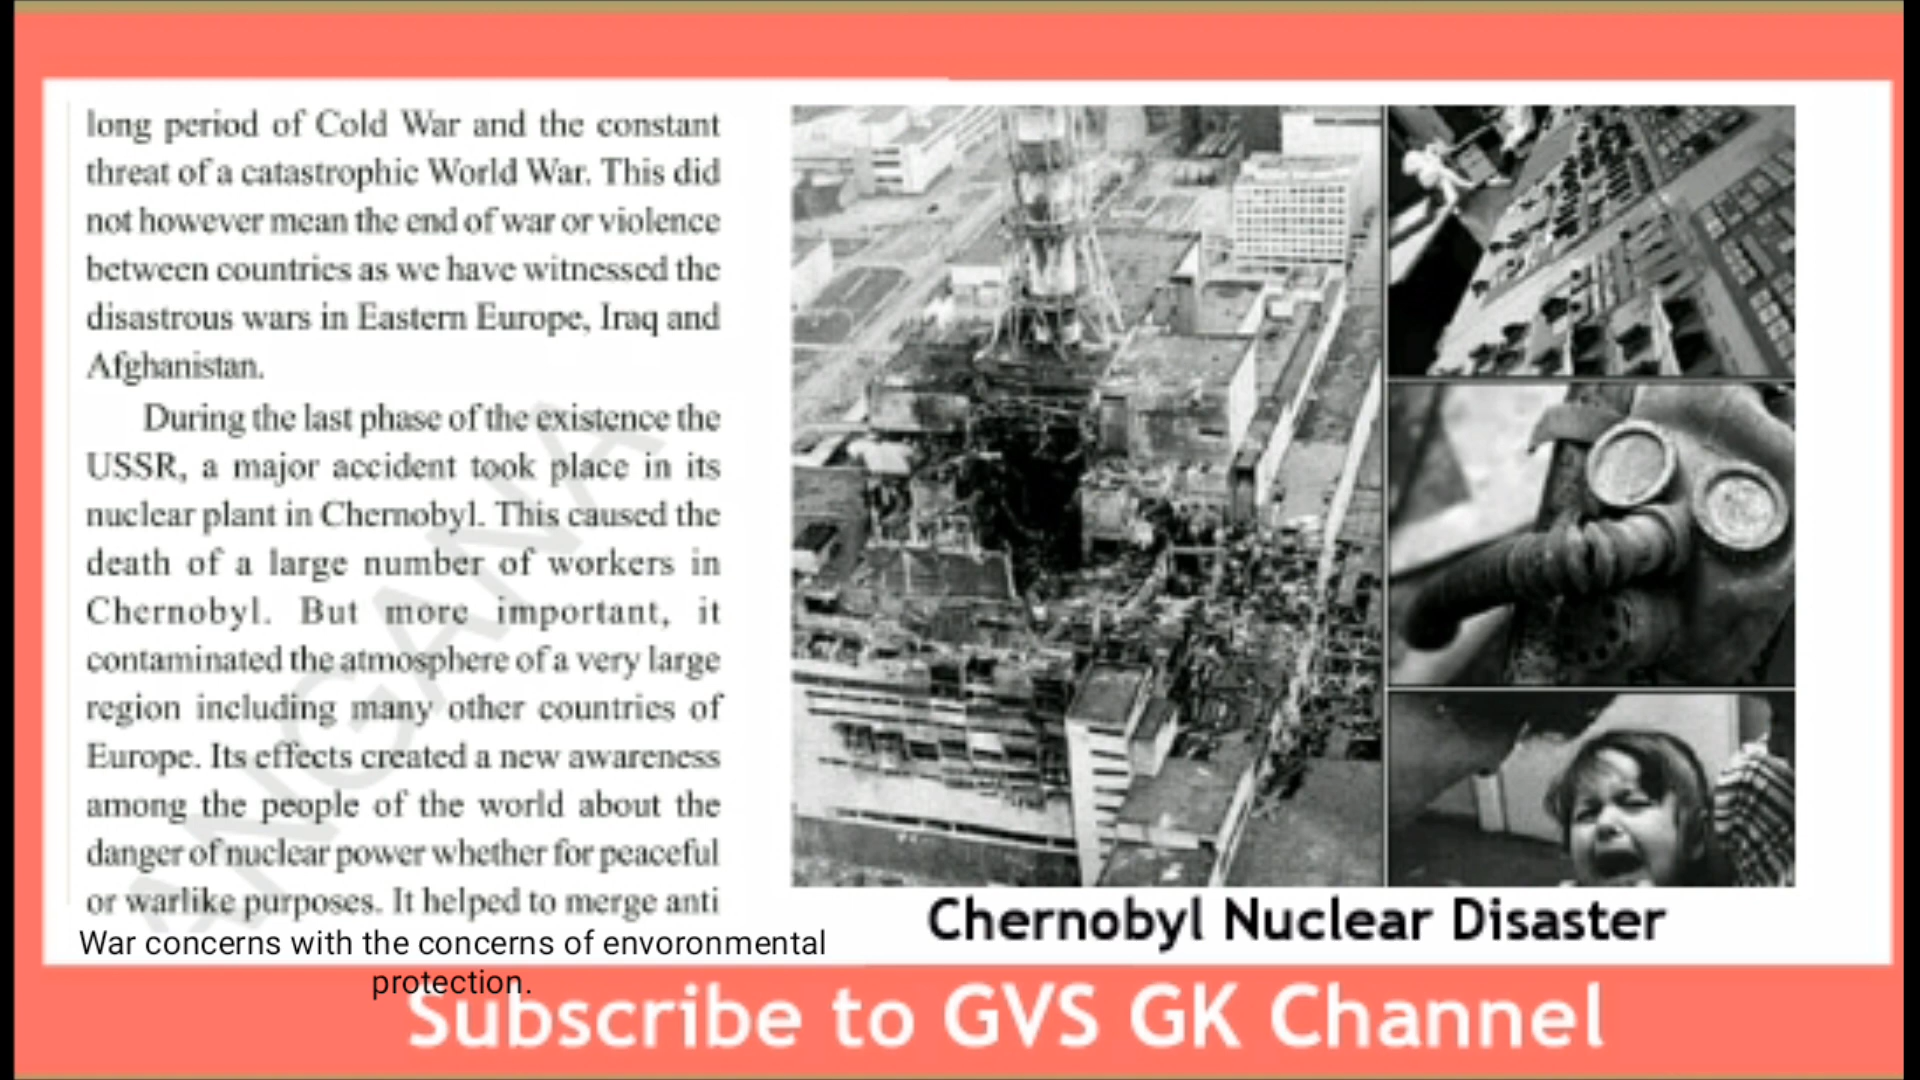 long period of Cold War and the constant
threat of a catastrophic World War. This did
not however mean the end of war or violence
between countries as we have witnessed the
disastrous wars in Eastern Europe, Iraq and
Afghanistan.
During the last phase of the existence the
USSR, a major accident took place in its
nuclear plant in Chernobyl. This caused the
death of a large number of workers in
Chernobyl. But more important, it
contaminated the atmosphere of a very large
region including many other countries of
Europe. Its effects created a new awareness
among the people of the world about the
danger of nuclear power whether for peaceful
or warlike purposes. It helped to merge anti
War concerns with the concerns of envoronmental
protection.
Chernobyl Nuclear Disaster
Subscribe to GVS GK Channel